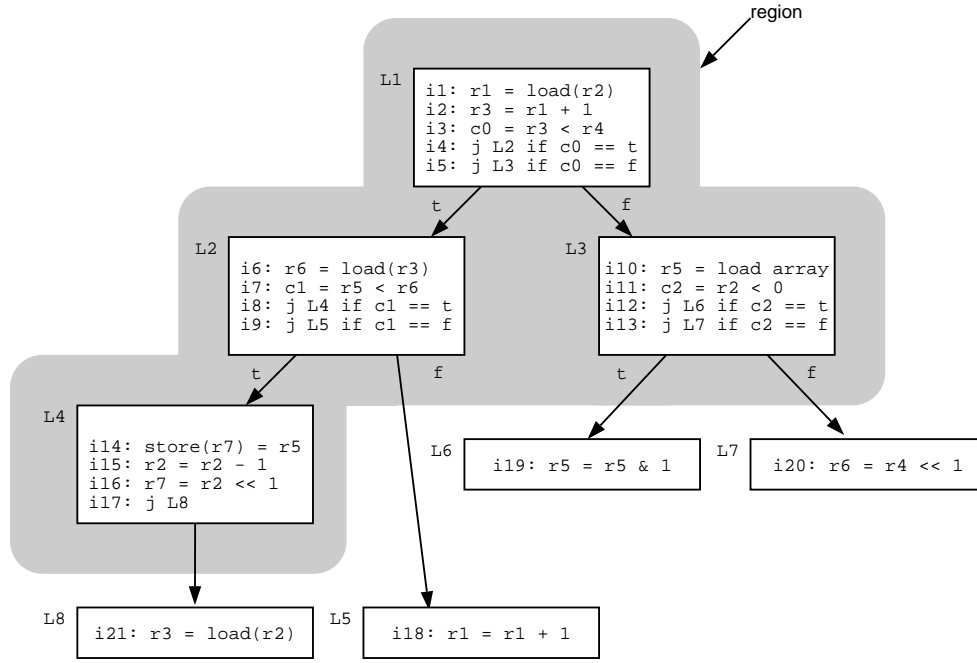 region
L1
i1: r1 = load(r2)
i2: r3 = r1 + 1
i3: c0 = r3 < r4
i4: j L2 if c0 == t
i5: j L3 if c0 == f
t
f
L2
i6: r6 = load(r3)
i7: c1 = r5 < r6
i8: j L4 if c1 == t
i9: j L5 if c1 == f
L3
i10: r5 = load array
i11: c2 = r2 < 0
i12: j L6 if c2 == t
i13: j L7 if c2 == f
t
f
t
f
L4
i14: store(r7) = r5
i15: r2 = r2 - 1
i16: r7 = r2 << 1
i17: j L8
L6
i19: r5 = r5 & 1
L7
i20: r6 = r4 << 1
L8
i21: r3 = load(r2)
L5
i18: r1 = r1 + 1